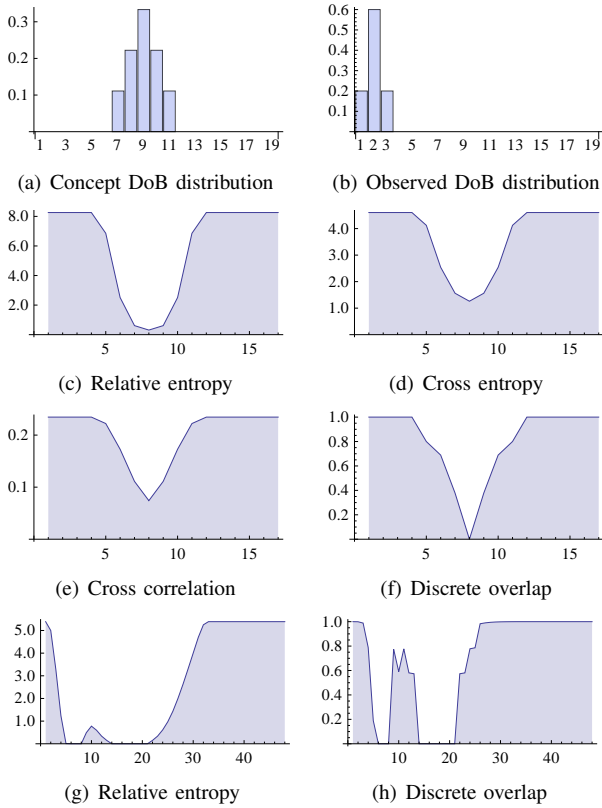 0.3
0.2
0.1
1 3 5 7 9 11 13 15 17 19
(a) Concept DoB distribution
0.6
0.5
0.4
0.3
0.2
0.1
1 2 3 5 7 9 11 13 15 17 19
(b) Observed DoB distribution
8.0
6.0
4.0
2.0
5 10 15
(c) Relative entropy
4.0
3.0
2.0
1.0
5 10 15
(d) Cross entropy
0.2
0.1
5 10 15
(e) Cross correlation
1.0
0.8
0.6
0.4
0.2
5 10 15
(f) Discrete overlap
5.0
4.0
3.0
2.0
1.0
10 20 30 40
(g) Relative entropy
1.0
0.8
0.6
0.4
0.2
10 20 30 40
(h) Discrete overlap